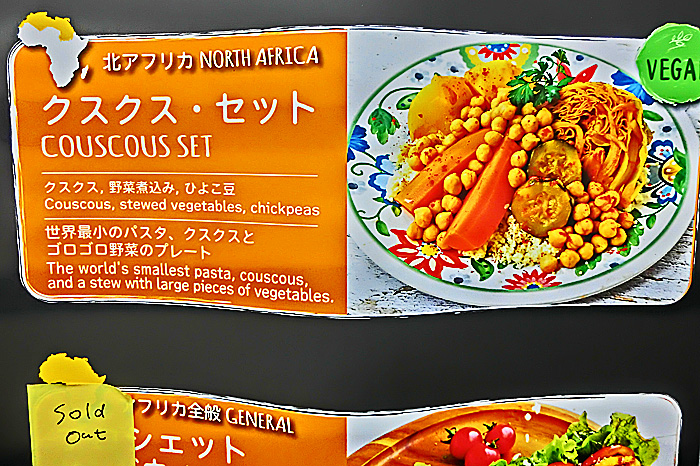 北アフリカ NORTH AFRICA
クスクス・セット
COUSCOUS SET
クスクス, 野菜煮込み, ひよこ豆
Couscous, stewed vegetables, chickpeas
世界最小のパスタ、クスクスと
ゴロゴロ野菜のプレート
The world's smallest pasta, couscous,
and a stew with large pieces of vegetables.
VEGA
Sold
Out
フリカ全般 GENERAL
ンェット